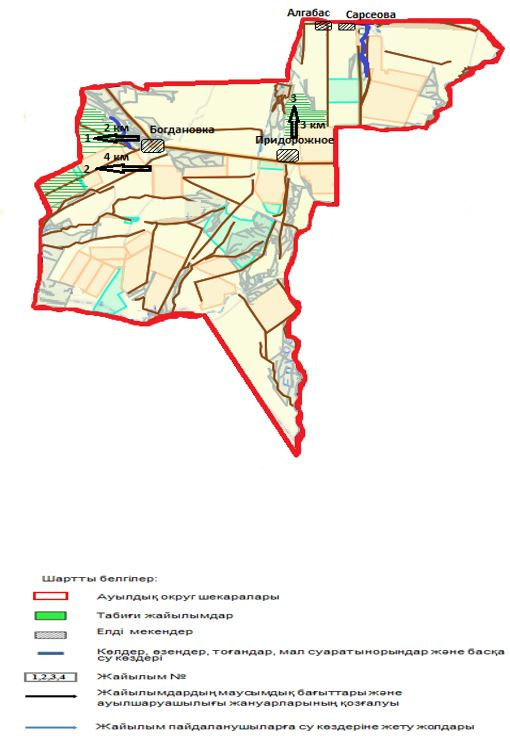 Алгабас Сарсеова
3
2 км
Богдановка
1
3 км
Придорожное
4 км
2
Шартты белгілер:
Ауылдық округ шекаралары
Табиғи жайылымдар
Елді мекендер
Көлдер, өзендер, тоғандар, мал суаратынорындар және басқа
су көздері
1,2,3,4 Жайылым №
Жайылымдардың маусымдық бағыттары және
ауылшаруашылығы жануарларының қозғалуы
Жайылым пайдаланушыларға су көздеріне жету жолдары